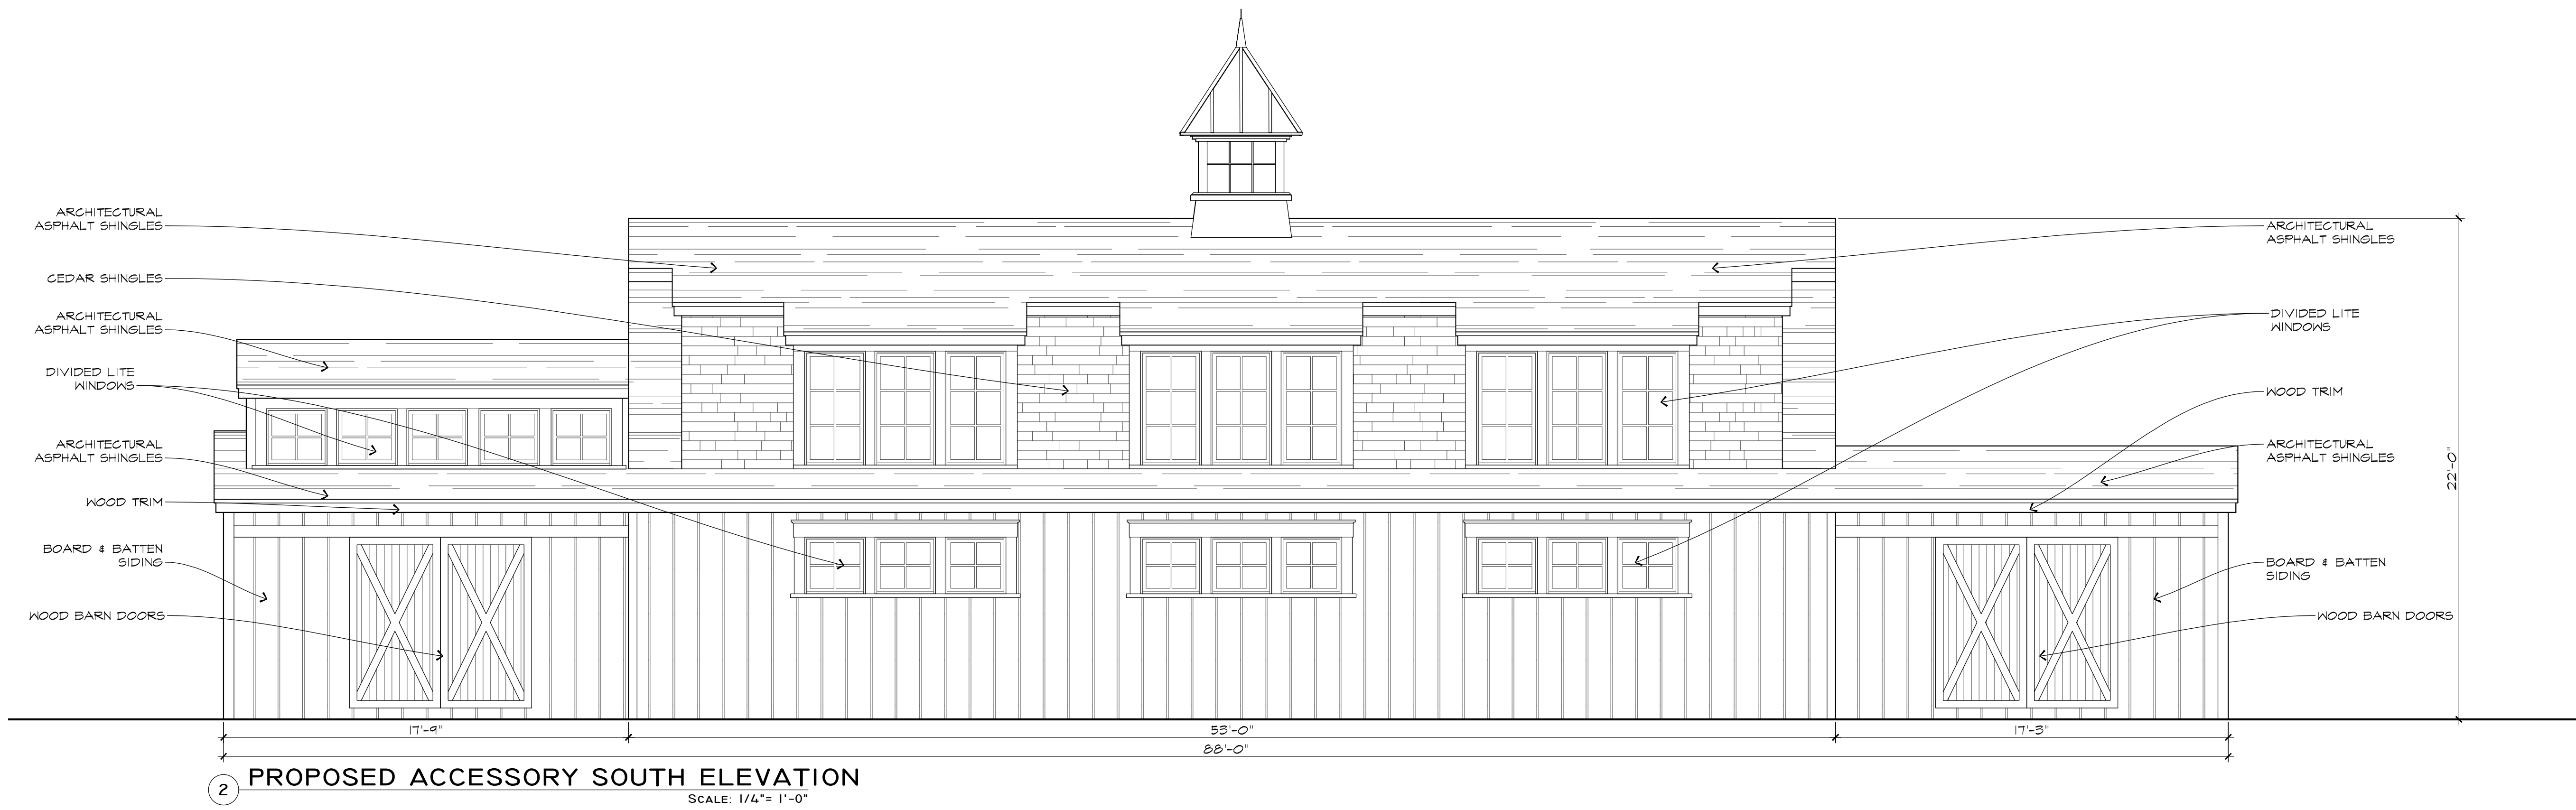 ARCHITECTURAL
ASPHALT SHINGLES
CEDAR SHINGLES
ARCHITECTURAL
ASPHALT SHINGLES
DIVIDED LITE
WINDOWS
ARCHITECTURAL
ASPHALT SHINGLES
WOOD TRIM
BOARD & BATTEN
SIDING
WOOD BARN DOORS
ARCHITECTURAL
ASPHALT SHINGLES
DIVIDED LITE
WINDOWS
WOOD TRIM
ARCHITECTURAL
ASPHALT SHINGLES
BOARD & BATTEN
SIDING
WOOD BARN DOORS
22'-0"
17'-9"
53'-0"
17'-3"
88'-0"
2 PROPOSED ACCESSORY SOUTH ELEVATION
SCALE: 1/4"= 1'-0"